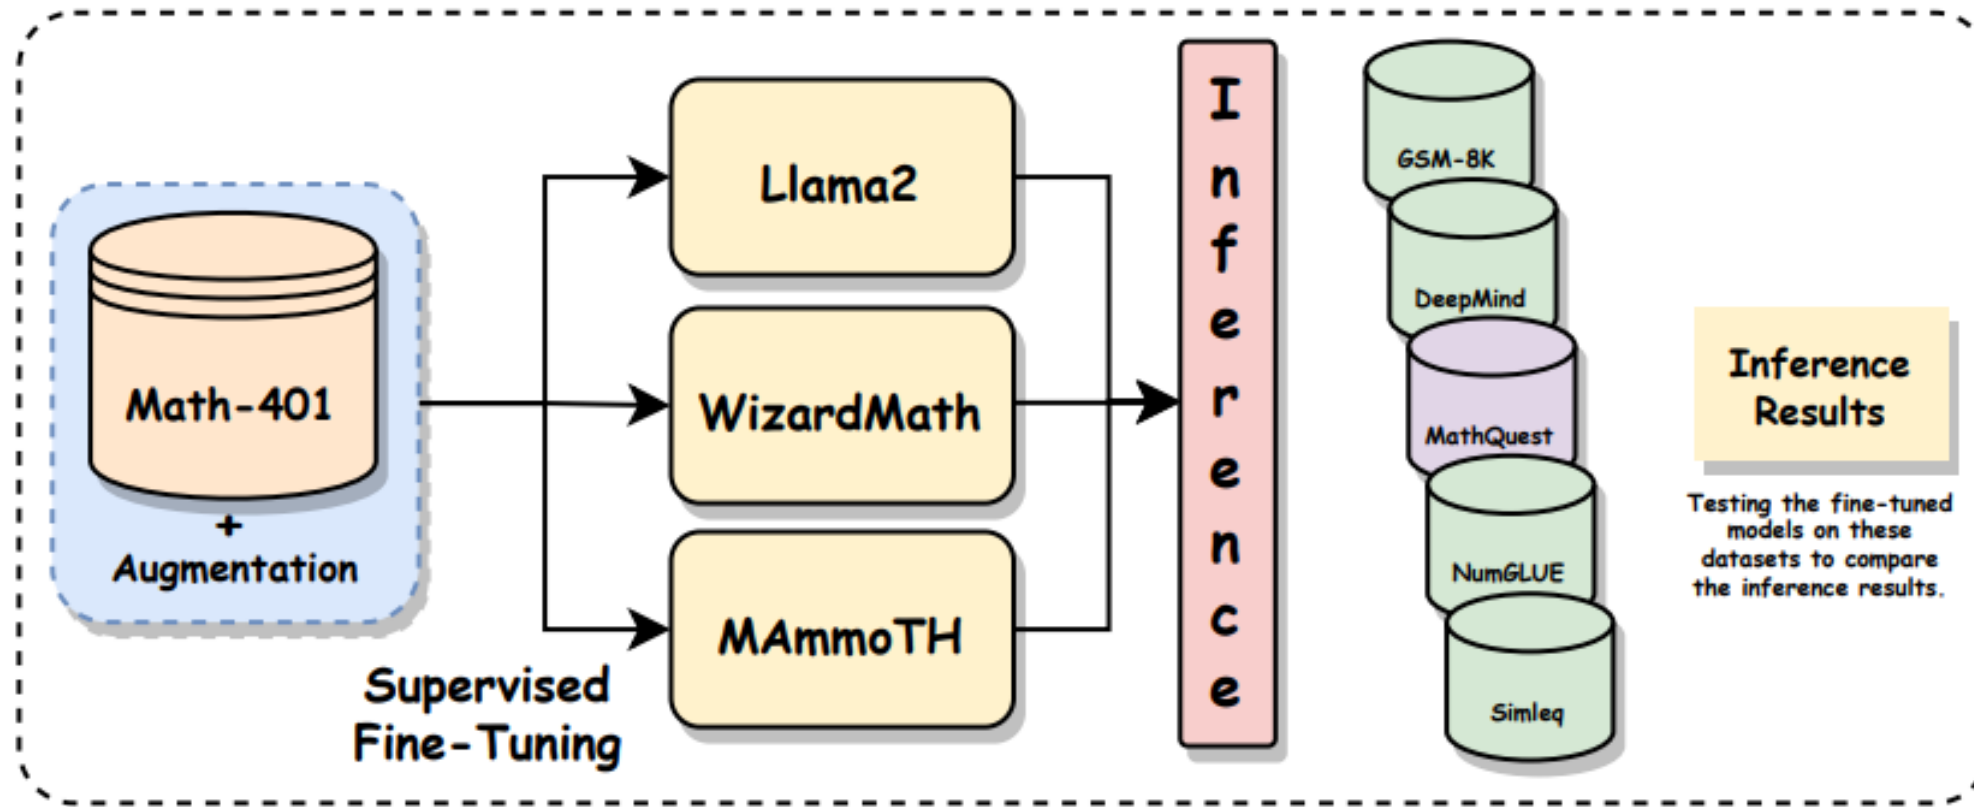 Math-401
+
Augmentation
Supervised
Fine-Tuning
Llama2
WizardMath
MAmmoTH
Inference
GSM-8K
DeepMind
MathQuest
NumGLUE
Simleq
Inference
Results
Testing the fine-tuned
models on these
datasets to compare
the inference results.